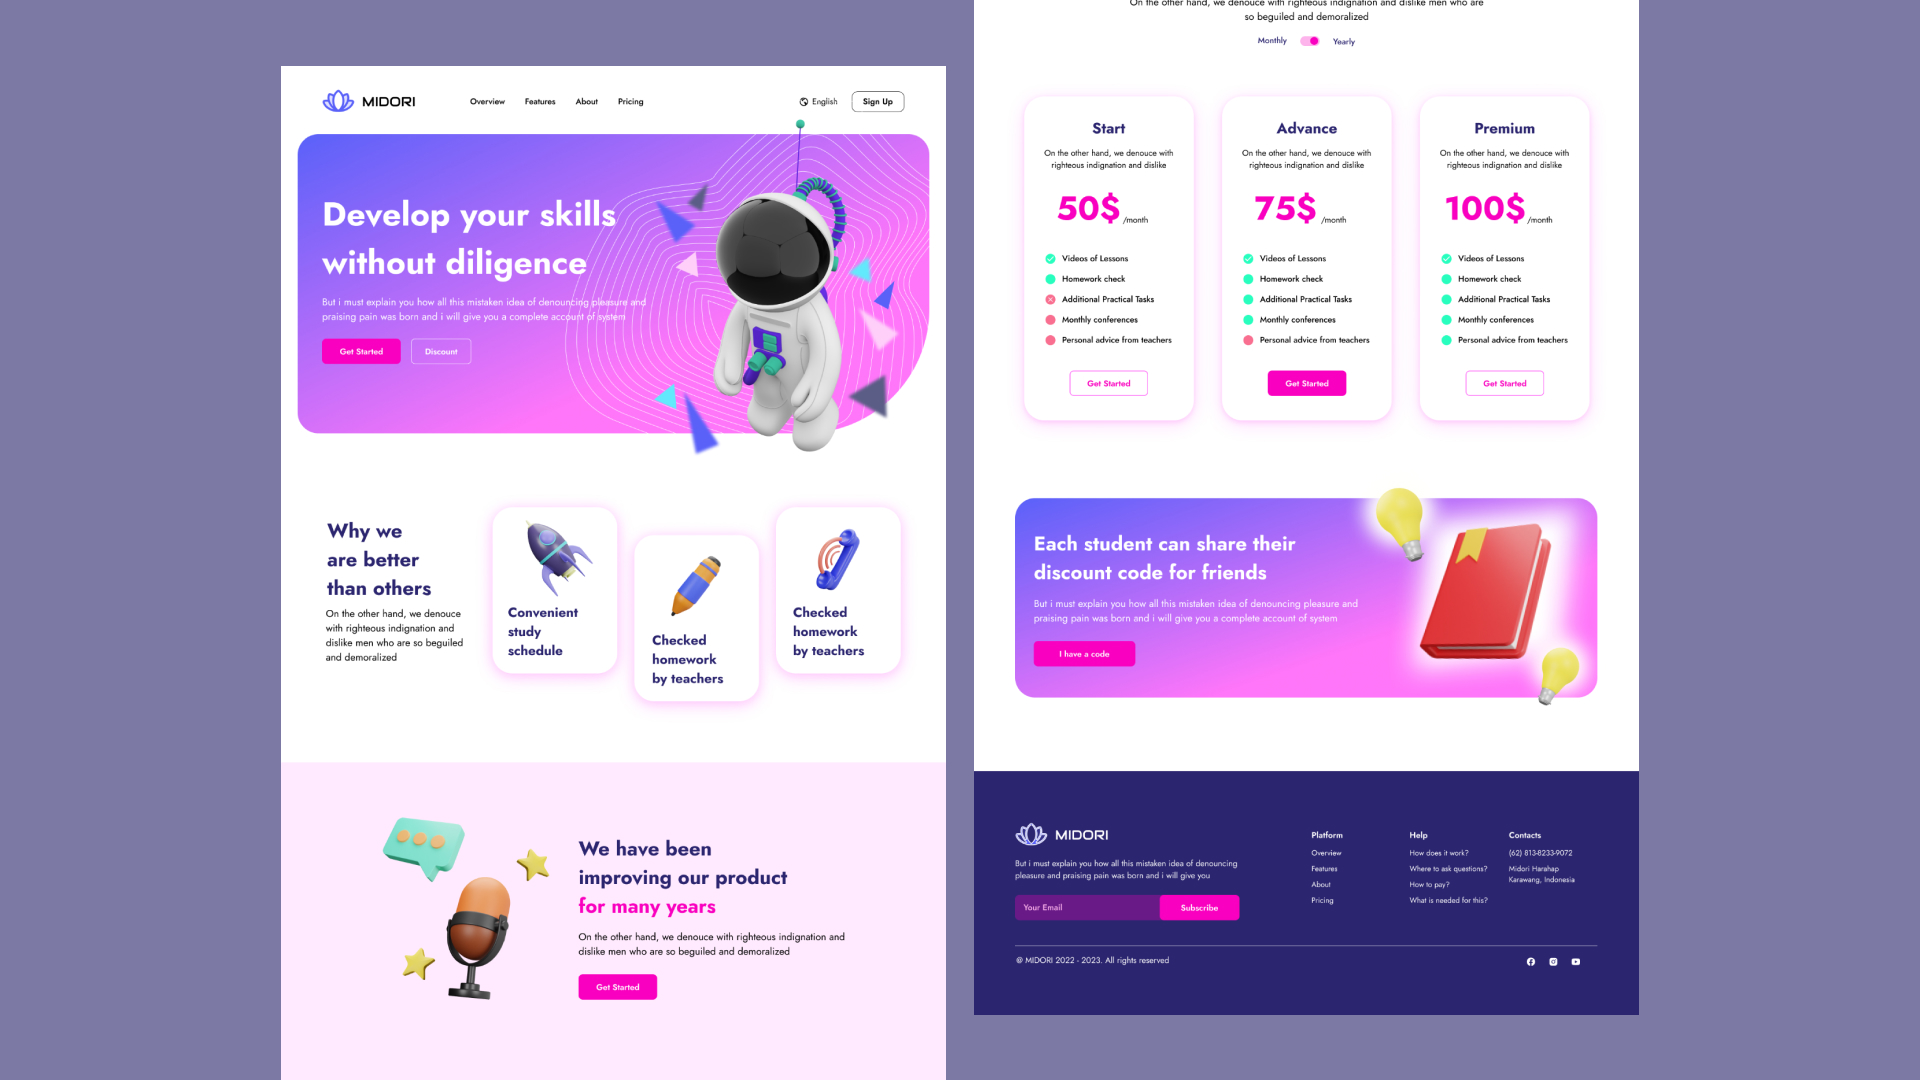 MIDORI
Overview
Features
About
Pricing
English
Sign Up
Develop your skills
without diligence
But i must explain you how all this mistaken idea of denouncing pleasure and
praising pain was born and i will give you a complete account of system
Get Started
Discount
Why we
are better
than others
On the other hand, we denouce
with righteous indignation and
dislike men who are so beguiled
and demoralized
Convenient
study
schedule
Checked
homework
by teachers
Checked
homework
by teachers
We have been
improving our product
for many years
On the other hand, we denouce with righteous indignation and
dislike men who are so beguiled and demoralized
Get Started
On the other hand, we denouce with righteous indignation and dislike men who are
so beguiled and demoralized
Monthly
Yearly
Start
On the other hand, we denouce with
righteous indignation and dislike
50$ /month
Videos of Lessons
Homework check
Additional Practical Tasks
Monthly conferences
Personal advice from teachers
Get Started
Advance
On the other hand, we denouce with
righteous indignation and dislike
75$ /month
Videos of Lessons
Homework check
Additional Practical Tasks
Monthly conferences
Personal advice from teachers
Get Started
Premium
On the other hand, we denouce with
righteous indignation and dislike
100$ /month
Videos of Lessons
Homework check
Additional Practical Tasks
Monthly conferences
Personal advice from teachers
Get Started
Each student can share their
discount code for friends
But i must explain you how all this mistaken idea of denouncing pleasure and
praising pain was born and i will give you a complete account of system
I have a code
MIDORI
But i must explain you how all this mistaken idea of denouncing
pleasure and praising pain was born and i will give you
Your Email
Subscribe
Platform
Overview
Features
About
Pricing
Help
How does it work?
Where to ask questions?
How to pay?
What is needed for this?
Contacts
(62) 813-8233-9072
Midori Harahap
Karawang, Indonesia
@ MIDORI 2022 - 2023. All rights reserved